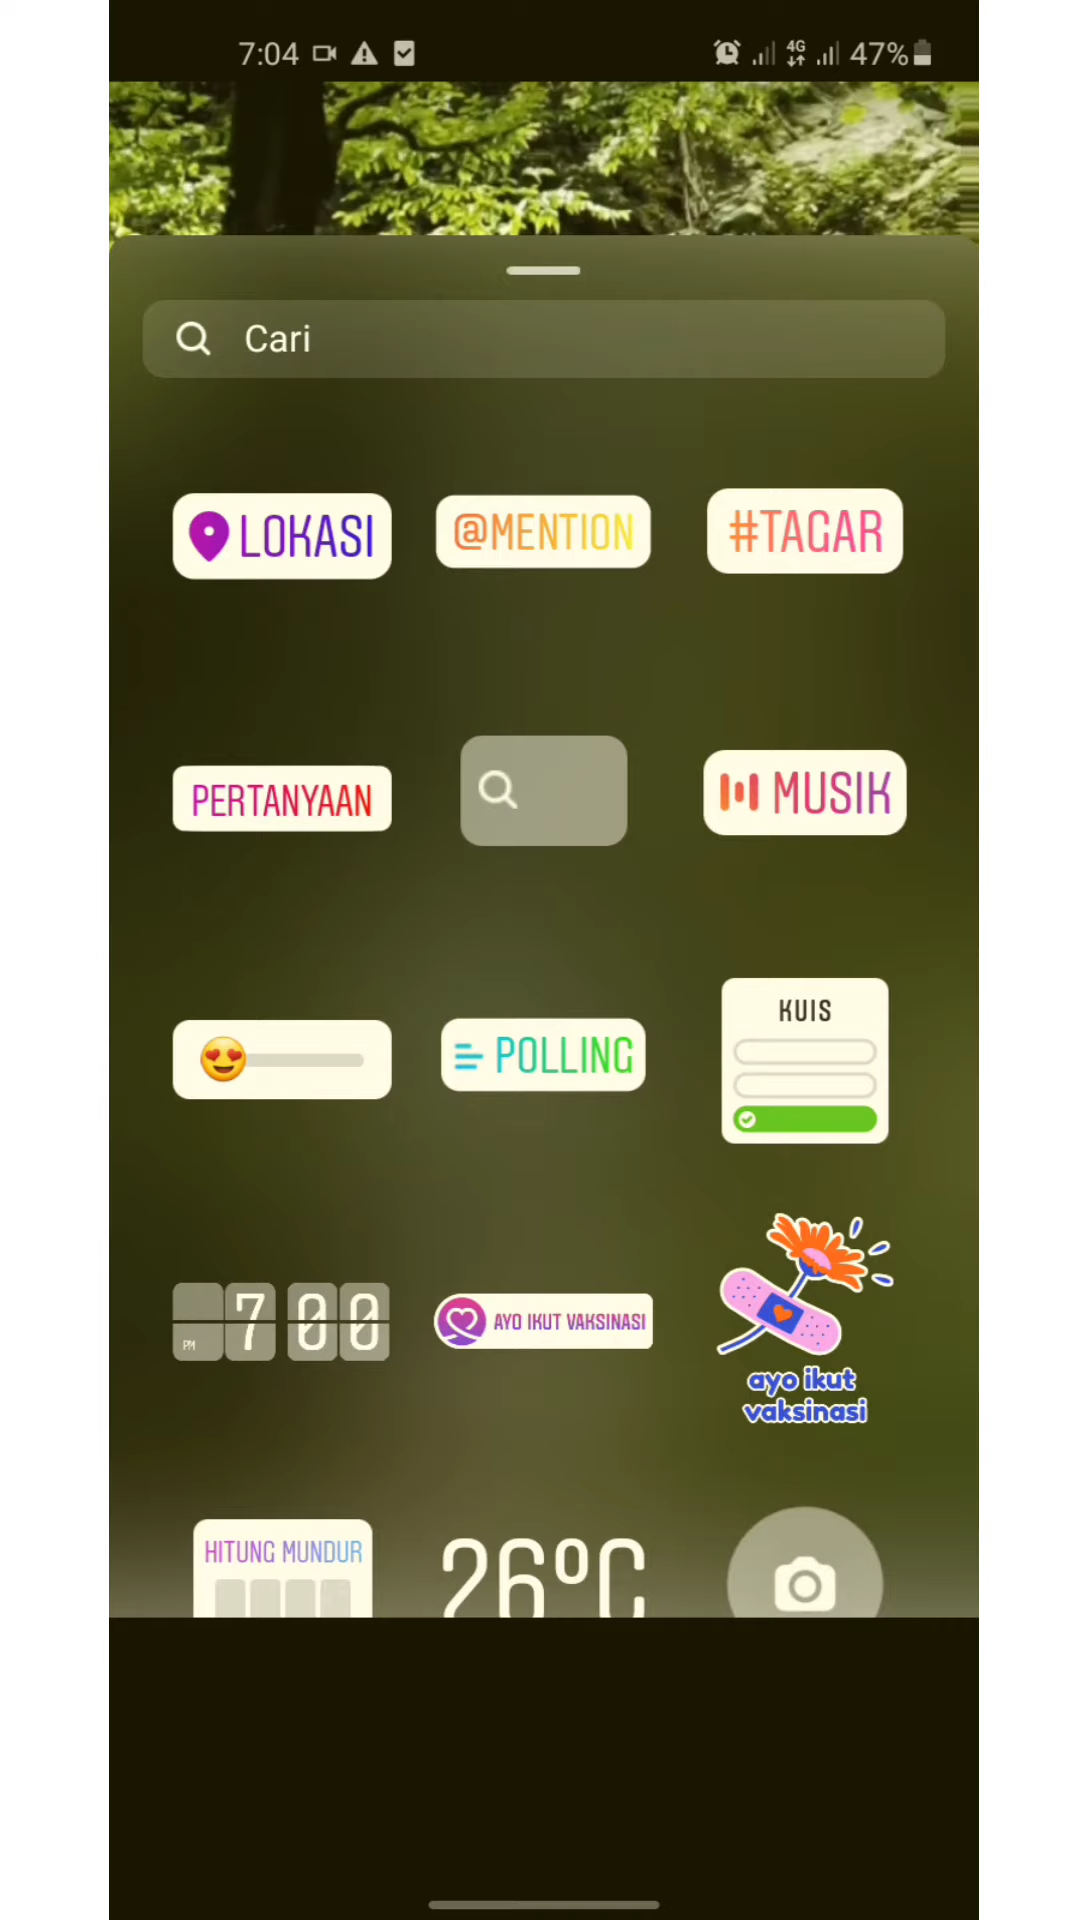 7:04 4G 47%
Cari
LOKASI
@MENTION
#TAGAR
PERTANYAAN
MUSIK
POLLING
KUIS
PM 7 00
AYO IKUT VAKSINASI
ayo ikut
vaksinasi
HITUNG MUNDUR
26°C